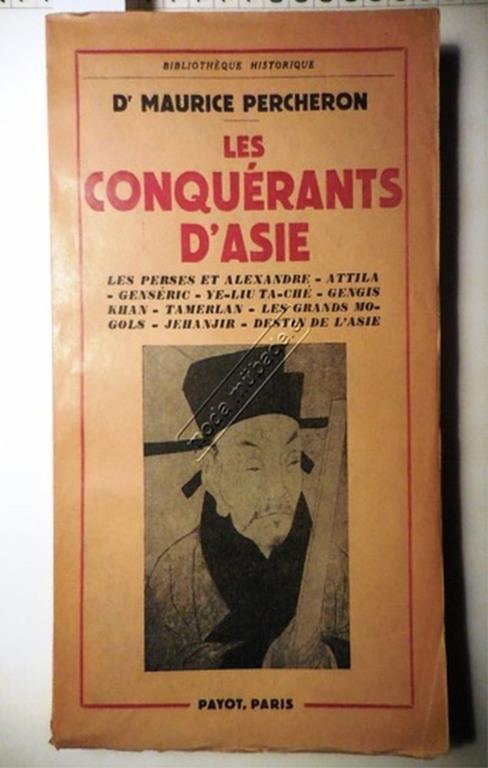 BIBLIOTHÈQUE HISTORIQUE
Dr MAURICE PERCHERON
LES
CONQUÉRANTS
D'ASIE
LES PERSES ET ALEXANDRE - ATTILA
- GENSÉRIC - YE-LIU TA-CHÉ - GENGIS
KHAN - TAMERLAN - LES GRANDS MO-
GOLS - JEHANJIR - DESTIN DE L'ASIE
PAYOT, PARIS